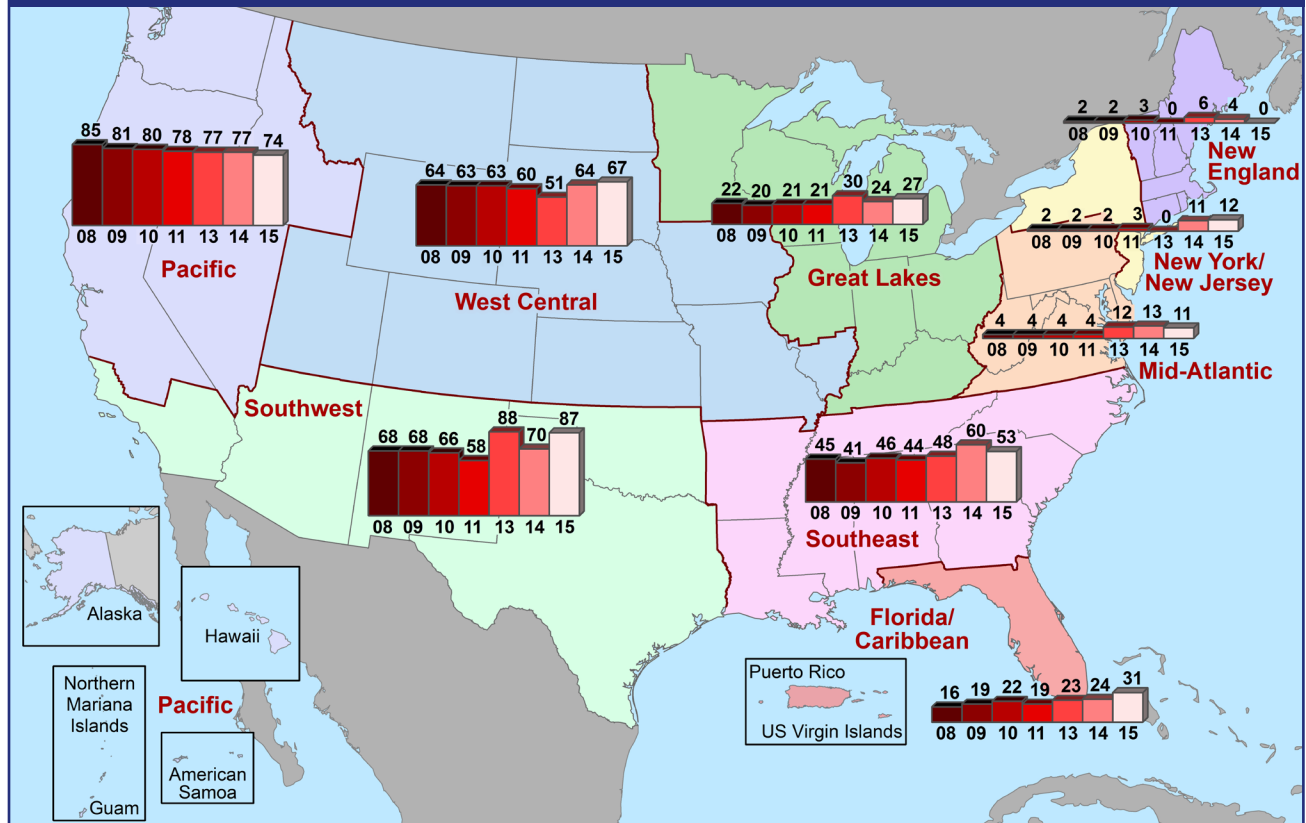 2 2 3 0 6 4 0
08 09 10 11 13 14 15
New
England
85 81 80 78 77 77 74
08 09 10 11 13 14 15
Pacific
64 63 63 60 51 64 67
08 09 10 11 13 14 15
West Central
22 20 21 21 30 24 27
08 09 10 11 13 14 15
Great Lakes
2 2 2 3 0 11 12
08 09 10 11 13 14 15
New York/
New Jersey
4 4 4 4 12 13 11
08 09 10 11 13 14 15
Mid-Atlantic
Southwest
68 68 66 58 88 70 87
08 09 10 11 13 14 15
45 41 46 44 48 60 53
08 09 10 11 13 14 15
Southeast
Florida/
Caribbean
16 19 22 19 23 24 31
08 09 10 11 13 14 15
Alaska
Hawaii
Northern
Mariana
Islands
Guam
Pacific
American
Samoa
Puerto Rico
US Virgin Islands